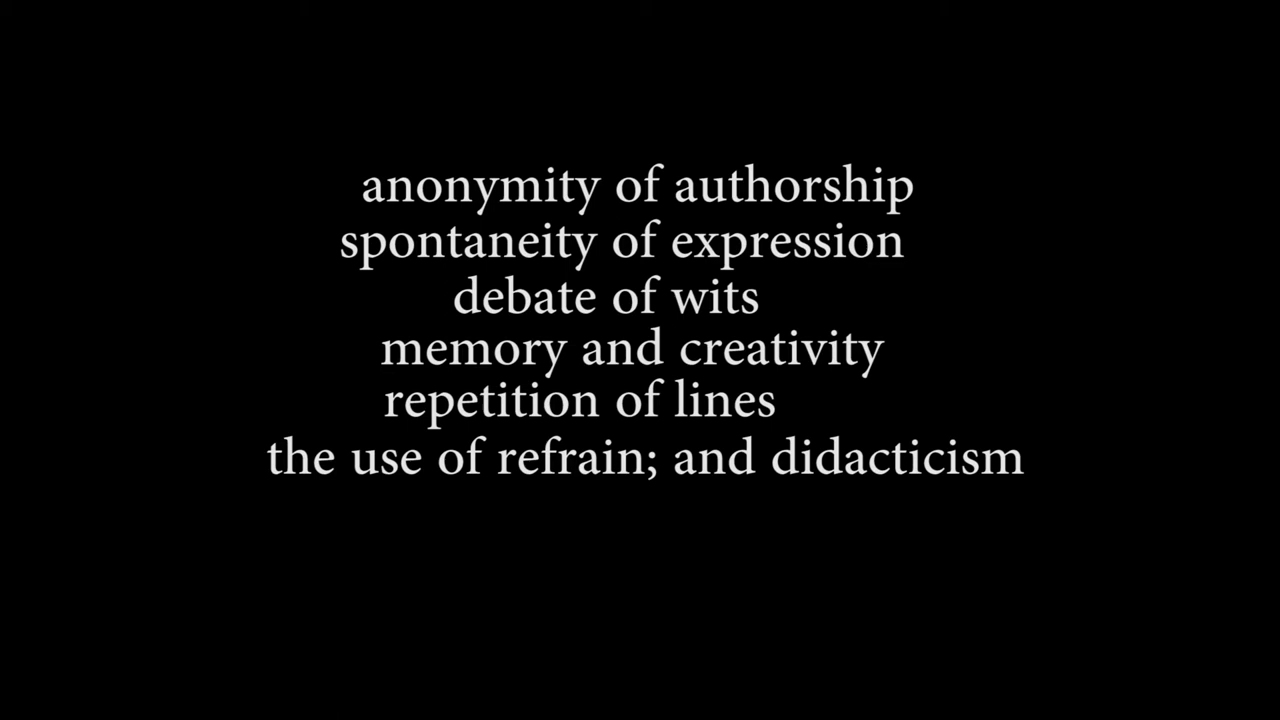 anonymity of authorship
spontaneity of expression
debate of wits
memory and creativity
repetition of lines
the use of refrain; and didacticism